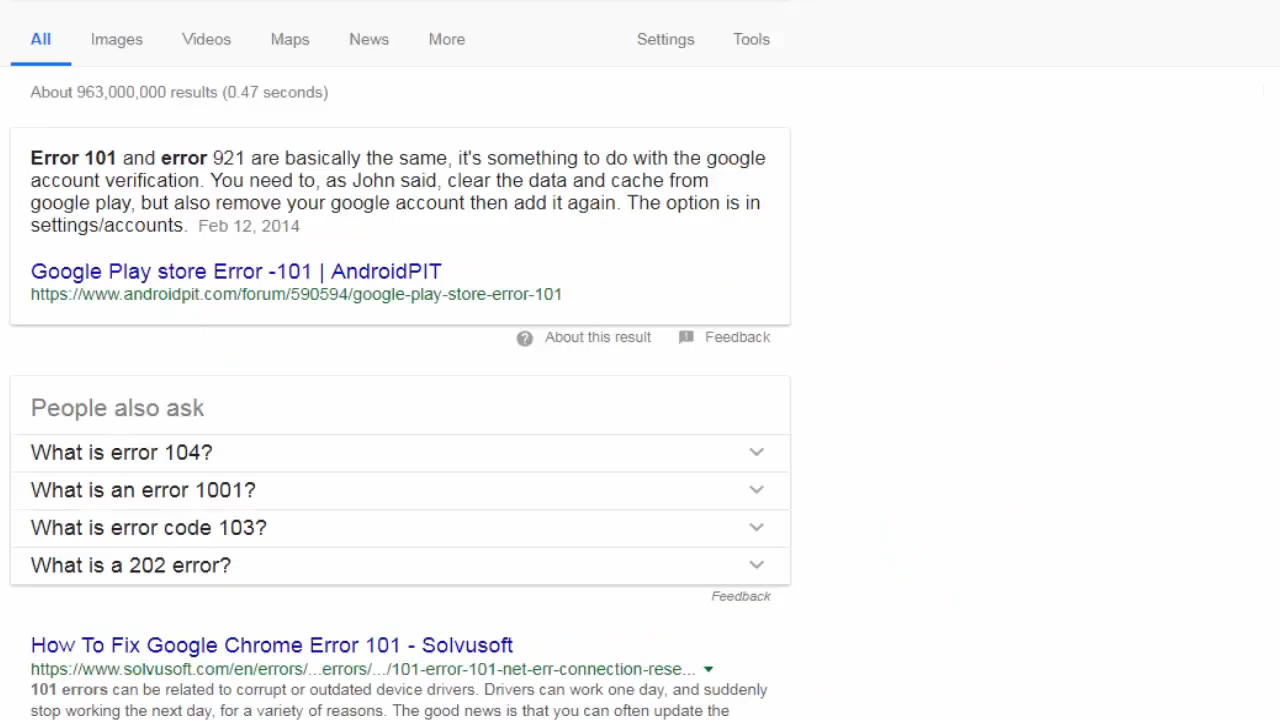 All Images Videos Maps News More Settings Tools
About 963,000,000 results (0.47 seconds)
Error 101 and error 921 are basically the same, it's something to do with the google
account verification. You need to, as John said, clear the data and cache from
google play, but also remove your google account then add it again. The option is in
settings/accounts. Feb 12, 2014
Google Play store Error -101 | AndroidPIT
https://www.androidpit.com/forum/590594/google-play-store-error-101
About this result Feedback
People also ask
What is error 104?
What is an error 1001?
What is error code 103?
What is a 202 error?
Feedback
How To Fix Google Chrome Error 101 - Solvusoft
https://www.solvusoft.com/en/errors/...errors/.../101-error-101-net-err-connection-rese...
101 errors can be related to corrupt or outdated device drivers. Drivers can work one day, and suddenly
stop working the next day, for a variety of reasons. The good news is that you can often update the